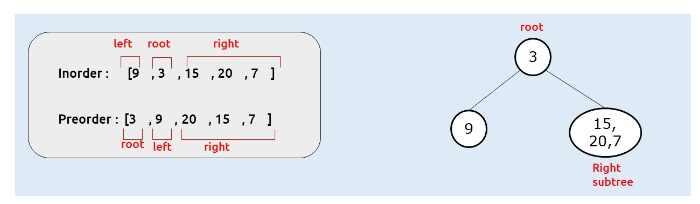 left root right
Inorder : [9 ,3 ,15 ,20 ,7 ]
Preorder : [3 ,9 ,20 ,15 ,7 ]
root left right
root
3
9
15,
20,7
Right
subtree